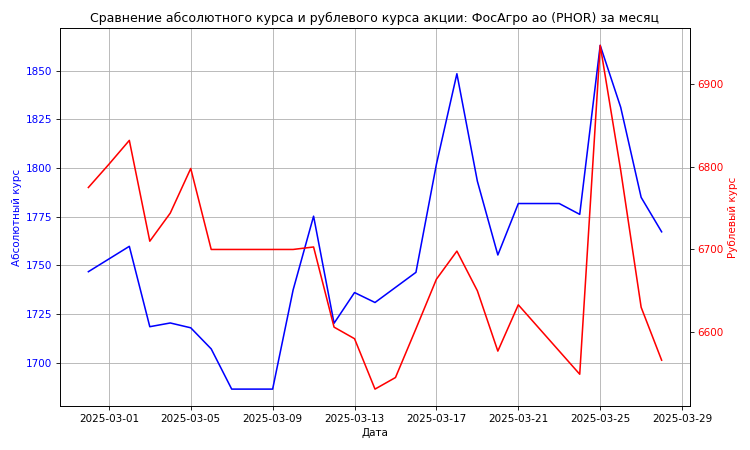 Сравнение абсолютного курса и рублевого курса акции: ФосАгро ао (PHOR) за месяц
Абсолютный курс
1850
1825
1800
1775
1750
1725
1700
6900
6800
6700
6600
Рублевый курс
2025-03-01 2025-03-05 2025-03-09 2025-03-13 2025-03-17 2025-03-21 2025-03-25 2025-03-29
Дата